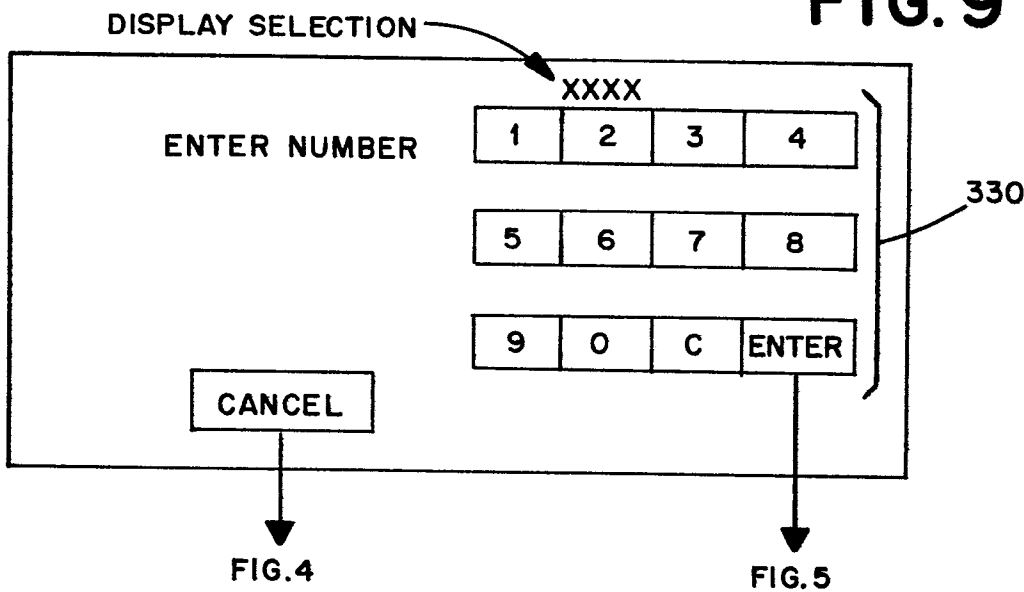 FIG. 9
DISPLAY SELECTION
XXXX
ENTER NUMBER
1 2 3 4
330
5 6 7 8
9 0 C ENTER
CANCEL
FIG.4
FIG.5